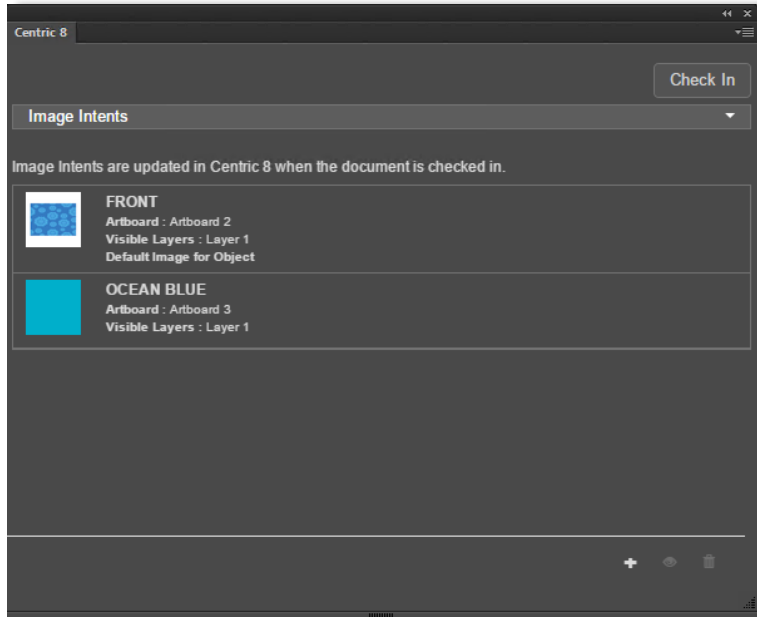 Centric 8
Check In
Image Intents
Image Intents are updated in Centric 8 when the document is checked in.
FRONT
Artboard : Artboard 2
Visible Layers : Layer 1
Default Image for Object
OCEAN BLUE
Artboard : Artboard 3
Visible Layers : Layer 1